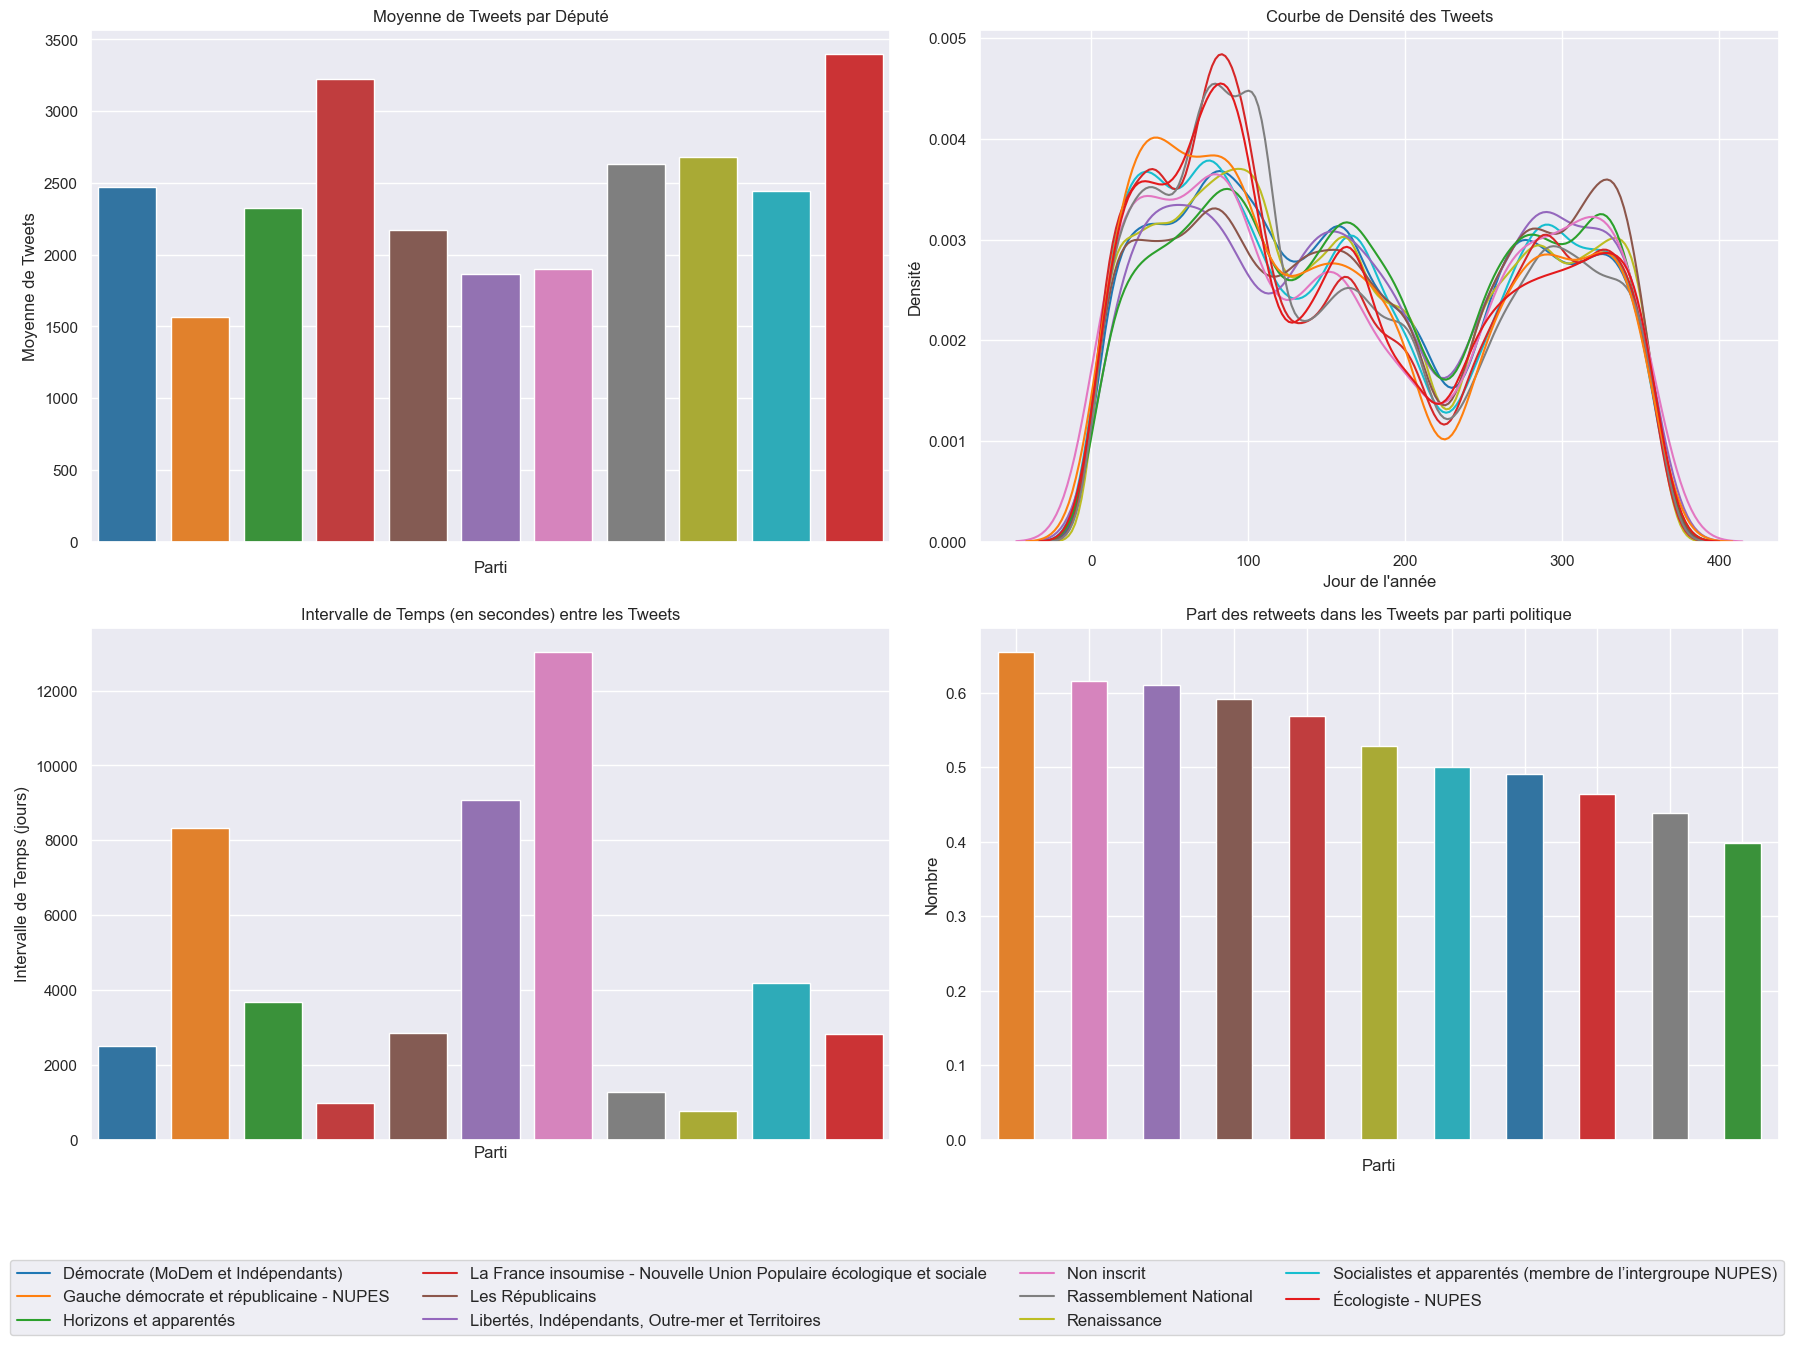 Moyenne de Tweets par Député
3500
3000
2500
2000
1500
1000
500
0
Moyenne de Tweets
Parti
Courbe de Densité des Tweets
0.005
0.004
0.003
0.002
0.001
0.000
Densité
0 100 200 300 400
Jour de l'année
Intervalle de Temps (en secondes) entre les Tweets
12000
10000
8000
6000
4000
2000
0
Intervalle de Temps (jours)
Parti
Part des retweets dans les Tweets par parti politique
0.6
0.5
0.4
0.3
0.2
0.1
0.0
Nombre
Parti
Démocrate (MoDem et Indépendants)
Gauche démocrate et républicaine - NUPES
Horizons et apparentés
La France insoumise - Nouvelle Union Populaire écologique et sociale
Les Républicains
Libertés, Indépendants, Outre-mer et Territoires
Non inscrit
Rassemblement National
Renaissance
Socialistes et apparentés (membre de l’intergroupe NUPES)
Écologiste - NUPES